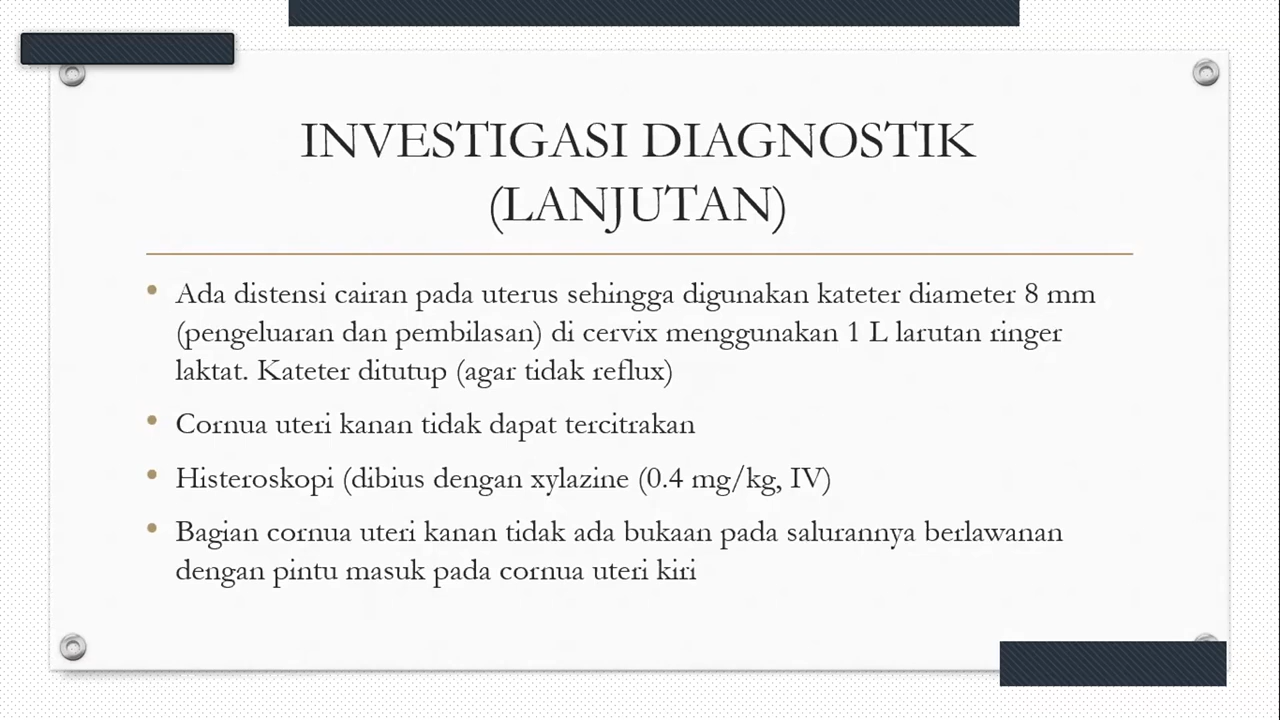 INVESTIGASI DIAGNOSTIK
(LANJUTAN)
• Ada distensi cairan pada uterus sehingga digunakan kateter diameter 8 mm
(pengeluaran dan pembilasan) di cervix menggunakan 1 L larutan ringer
laktat. Kateter ditutup (agar tidak reflux)
• Cornua uteri kanan tidak dapat tercitrakan
• Histeroskopi (dibius dengan xylazine (0.4 mg/kg, IV)
• Bagian cornua uteri kanan tidak ada bukaan pada salurannya berlawanan
dengan pintu masuk pada cornua uteri kiri